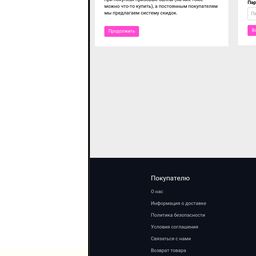 можно что-то купить), а постоянным покупателям
мы предлагаем систему скидок.
Продолжить
Пар
Покупателю
О нас
Информация о доставке
Политика безопасности
Условия соглашения
Связаться с нами
Возврат товара